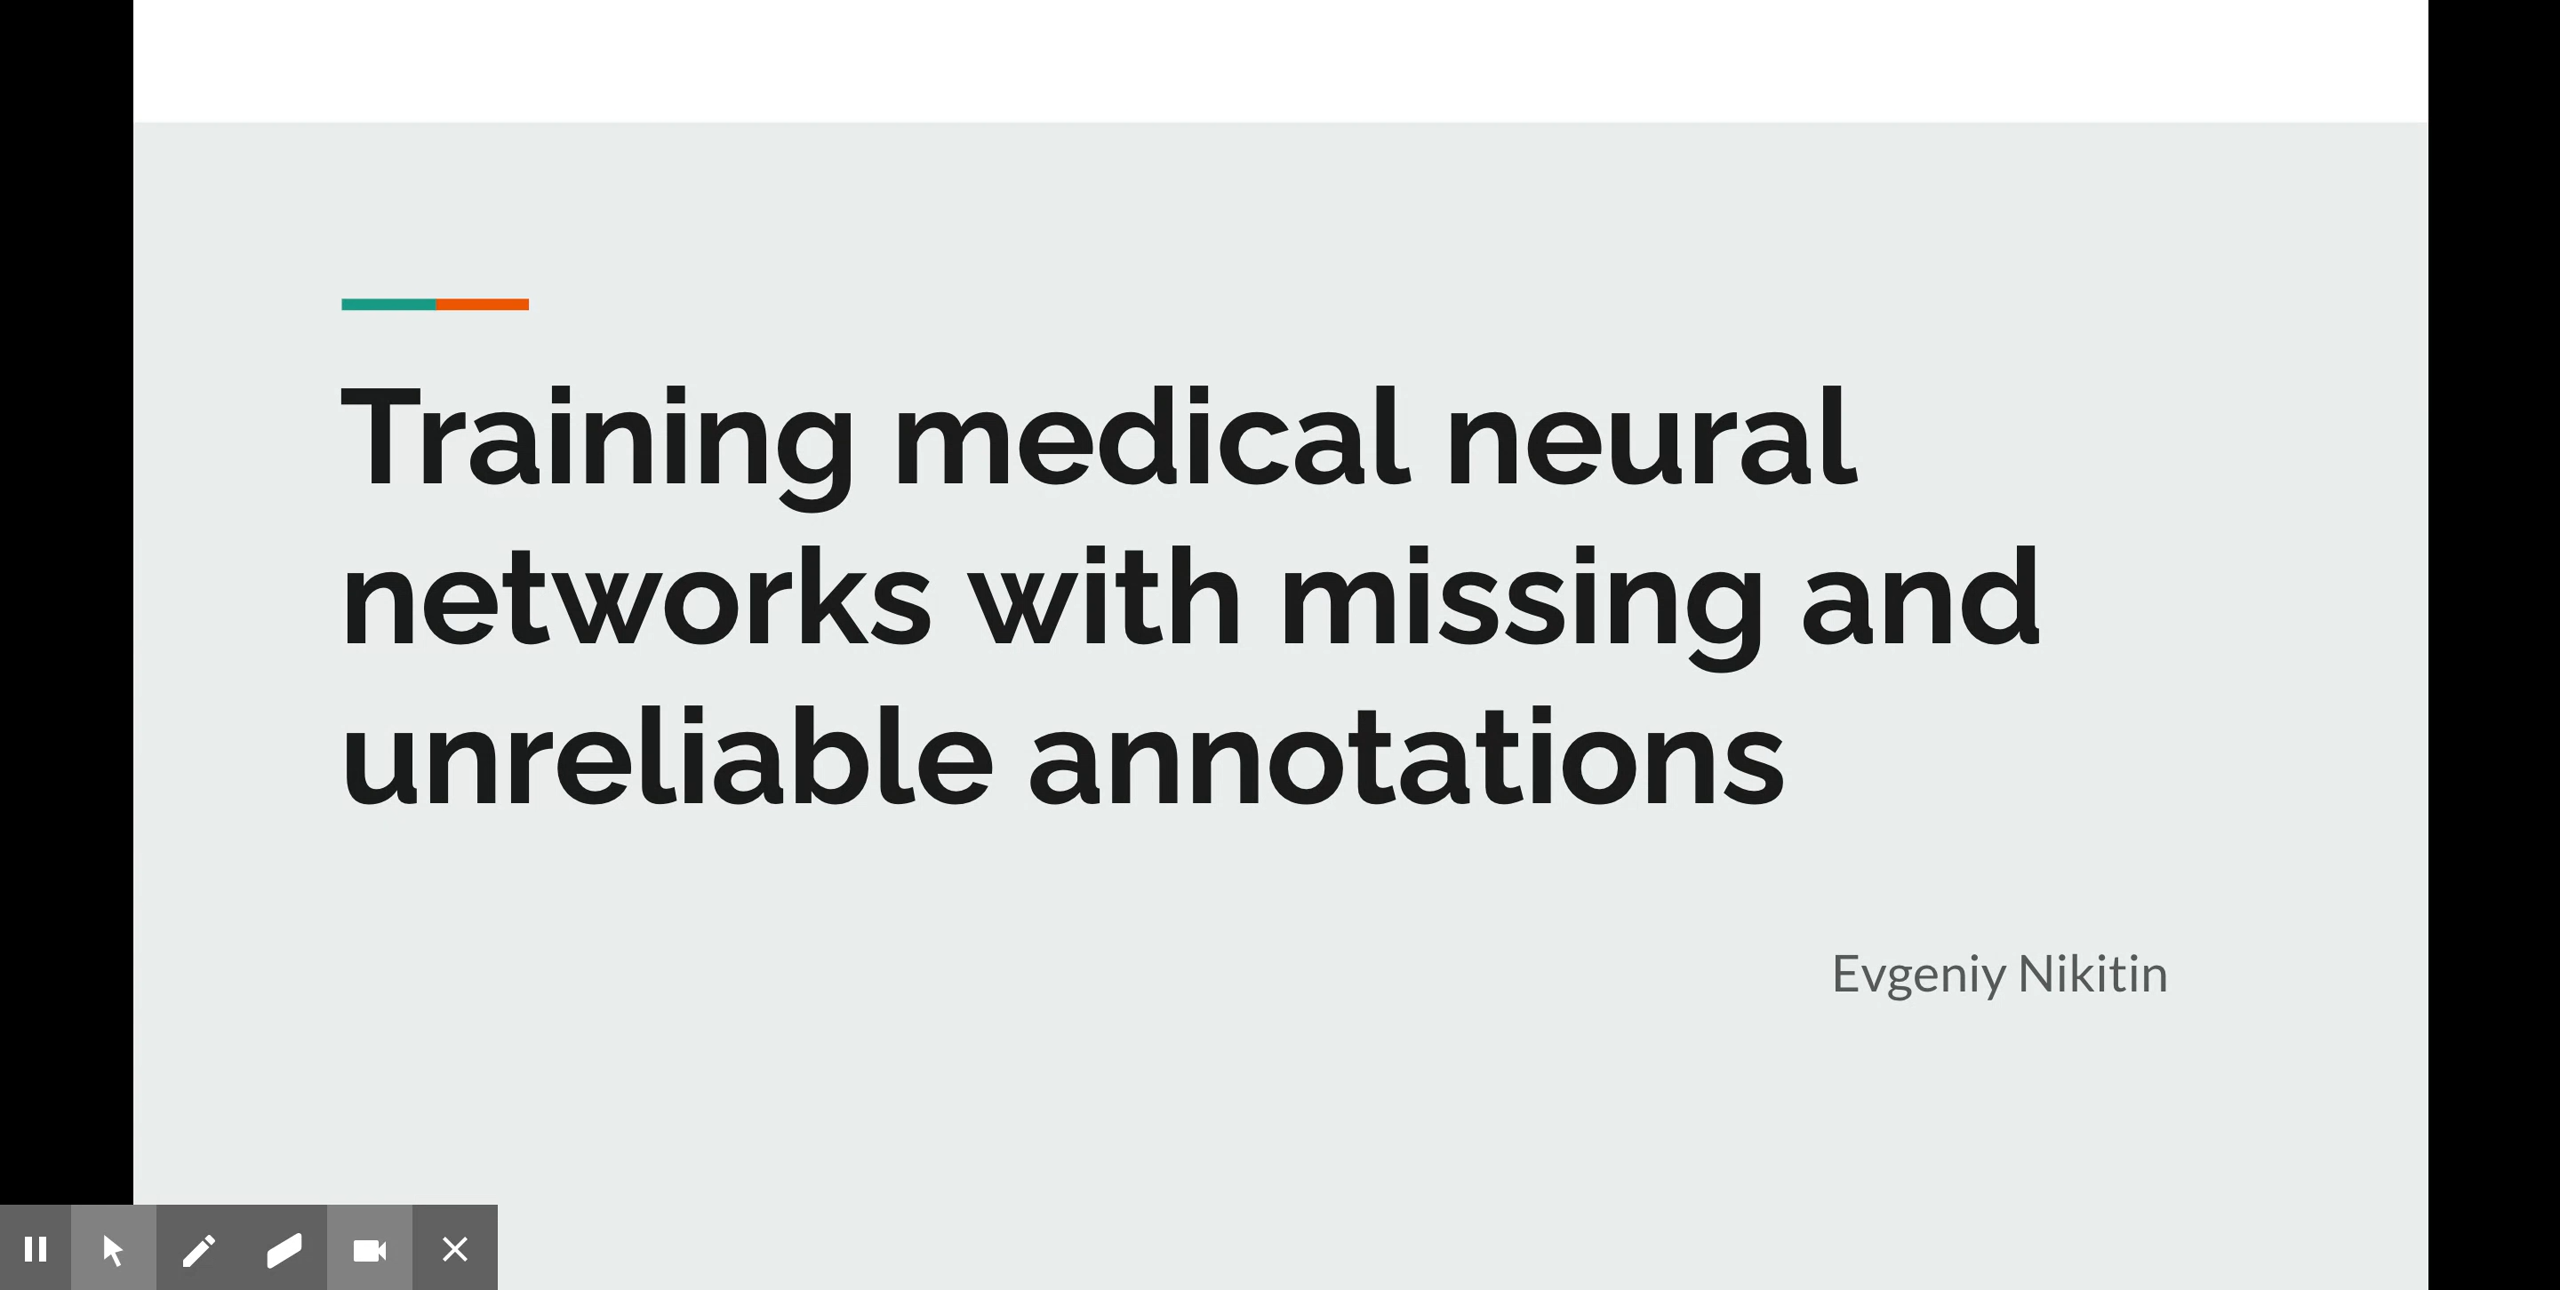 Training medical neural
networks with missing and
unreliable annotations
Evgeniy Nikitin